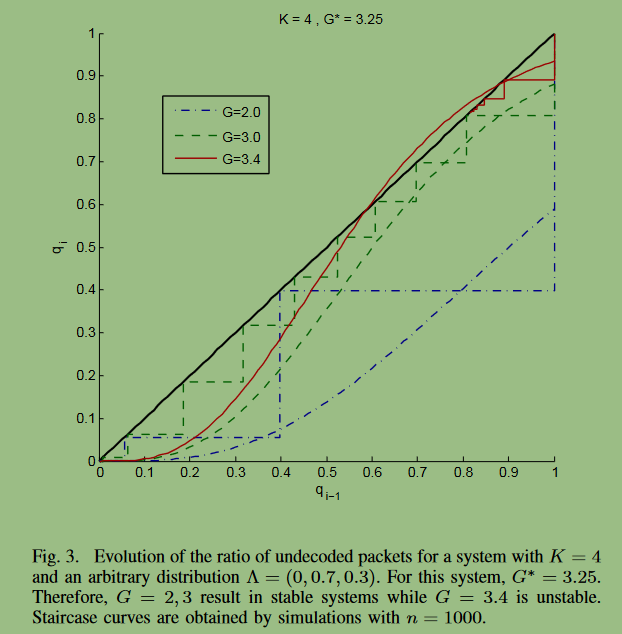 K = 4 , G* = 3.25
1
0.9
0.8
0.7
0.6
0.5
0.4
0.3
0.2
0.1
0
G=2.0
G=3.0
G=3.4
q i
0 0.1 0.2 0.3 0.4 0.5 0.6 0.7 0.8 0.9 1
q i−1
Fig. 3. Evolution of the ratio of undecoded packets for a system with K = 4
and an arbitrary distribution Λ = (0, 0.7, 0.3). For this system, G* = 3.25.
Therefore, G = 2, 3 result in stable systems while G = 3.4 is unstable.
Staircase curves are obtained by simulations with n = 1000.